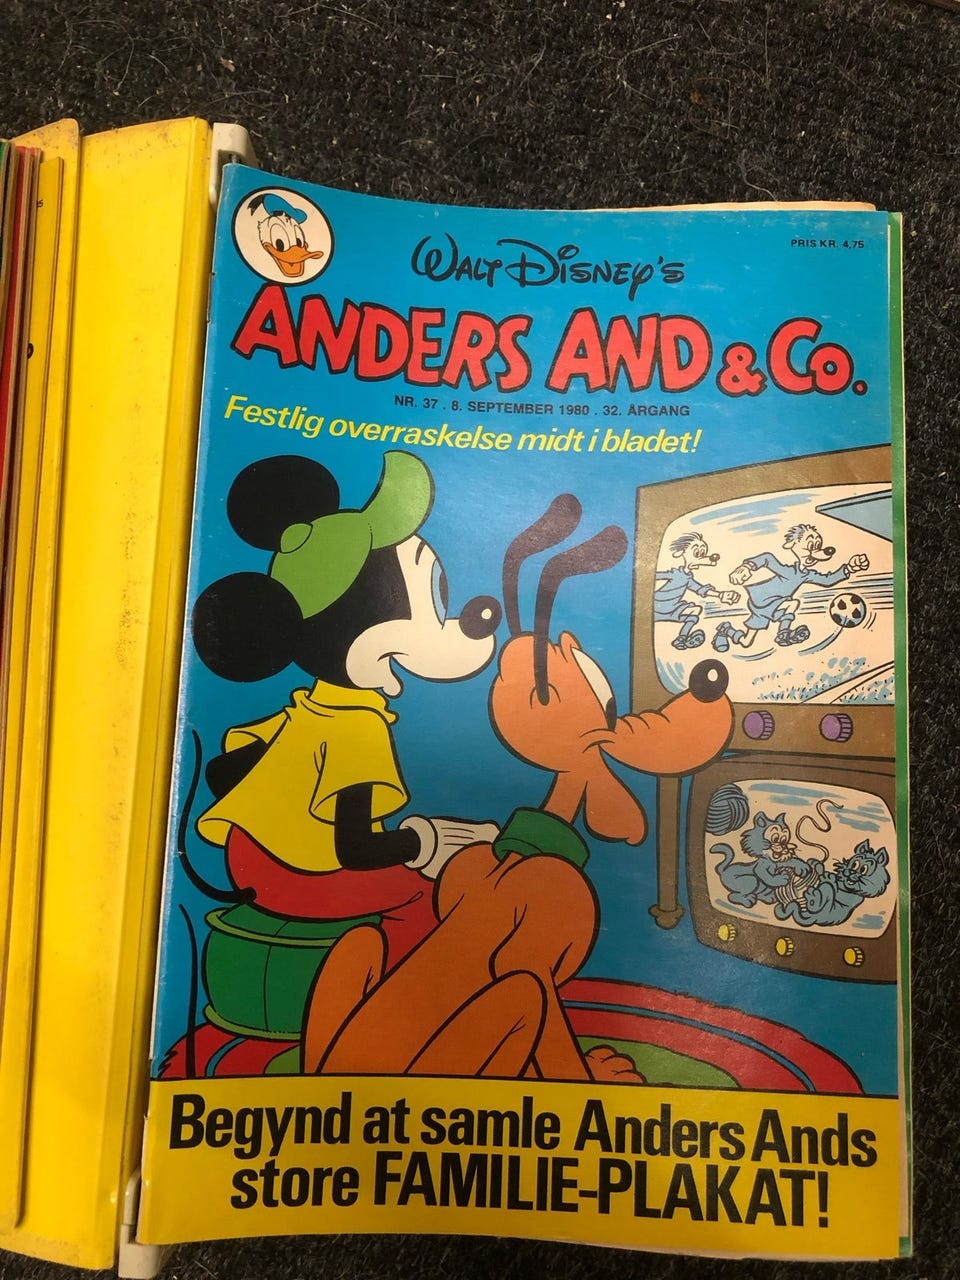 Walt Disney's
PRIS KR. 4,75
ANDERS AND & Co.
NR. 37 . 8. SEPTEMBER 1980 . 32. ÅRGANG
Festlig overraskelse midt i bladet!
Begynd at samle Anders Ands
store FAMILIE-PLAKAT!